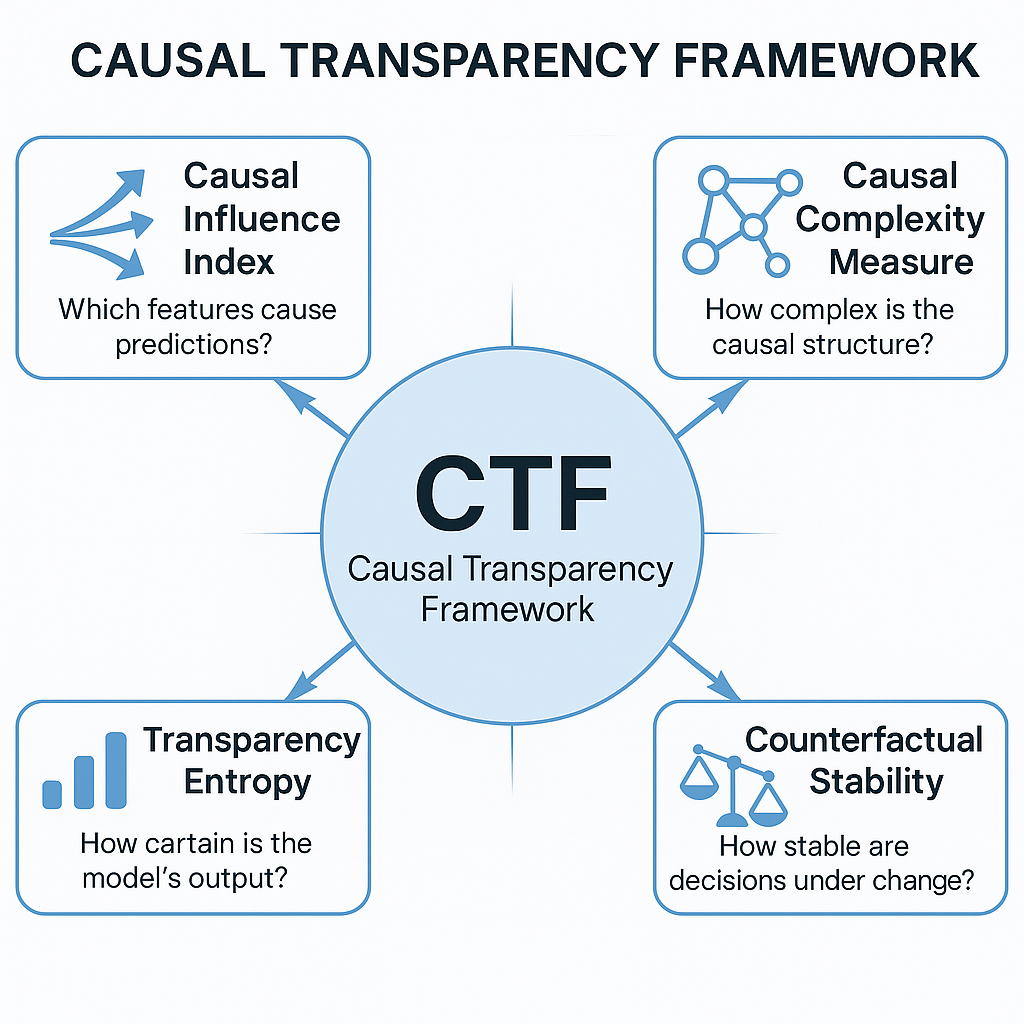 CAUSAL TRANSPARENCY FRAMEWORK
Causal
Influence
Index
Which features cause
predictions?
Causal
Complexity
Measure
How complex is the
causal structure?
CTF
Causal Transparency
Framework
Transparency
Entropy
How cartain is the
model's output?
Counterfactual
Stability
How stable are
decisions under change?